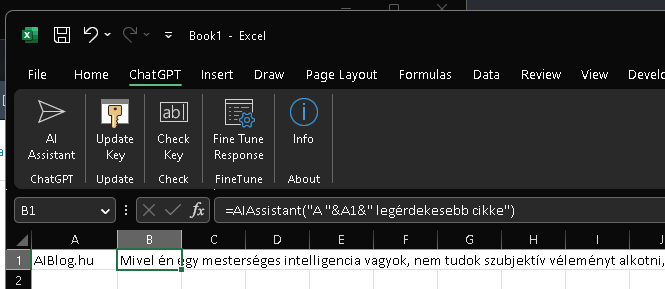 Book1 - Excel
File Home ChatGPT Insert Draw Page Layout Formulas Data Review View
AI Assistant Update Key Check Key Fine Tune Response Info
ChatGPT Update Check FineTune About
B1 =AIAssistant("A "&A1&" legérdekesebb cikke")
A B C D E F G H I
1 AIBlog.hu Mivel én egy mesterséges intelligencia vagyok, nem tudok szubjektív véleményt alkotni,
2